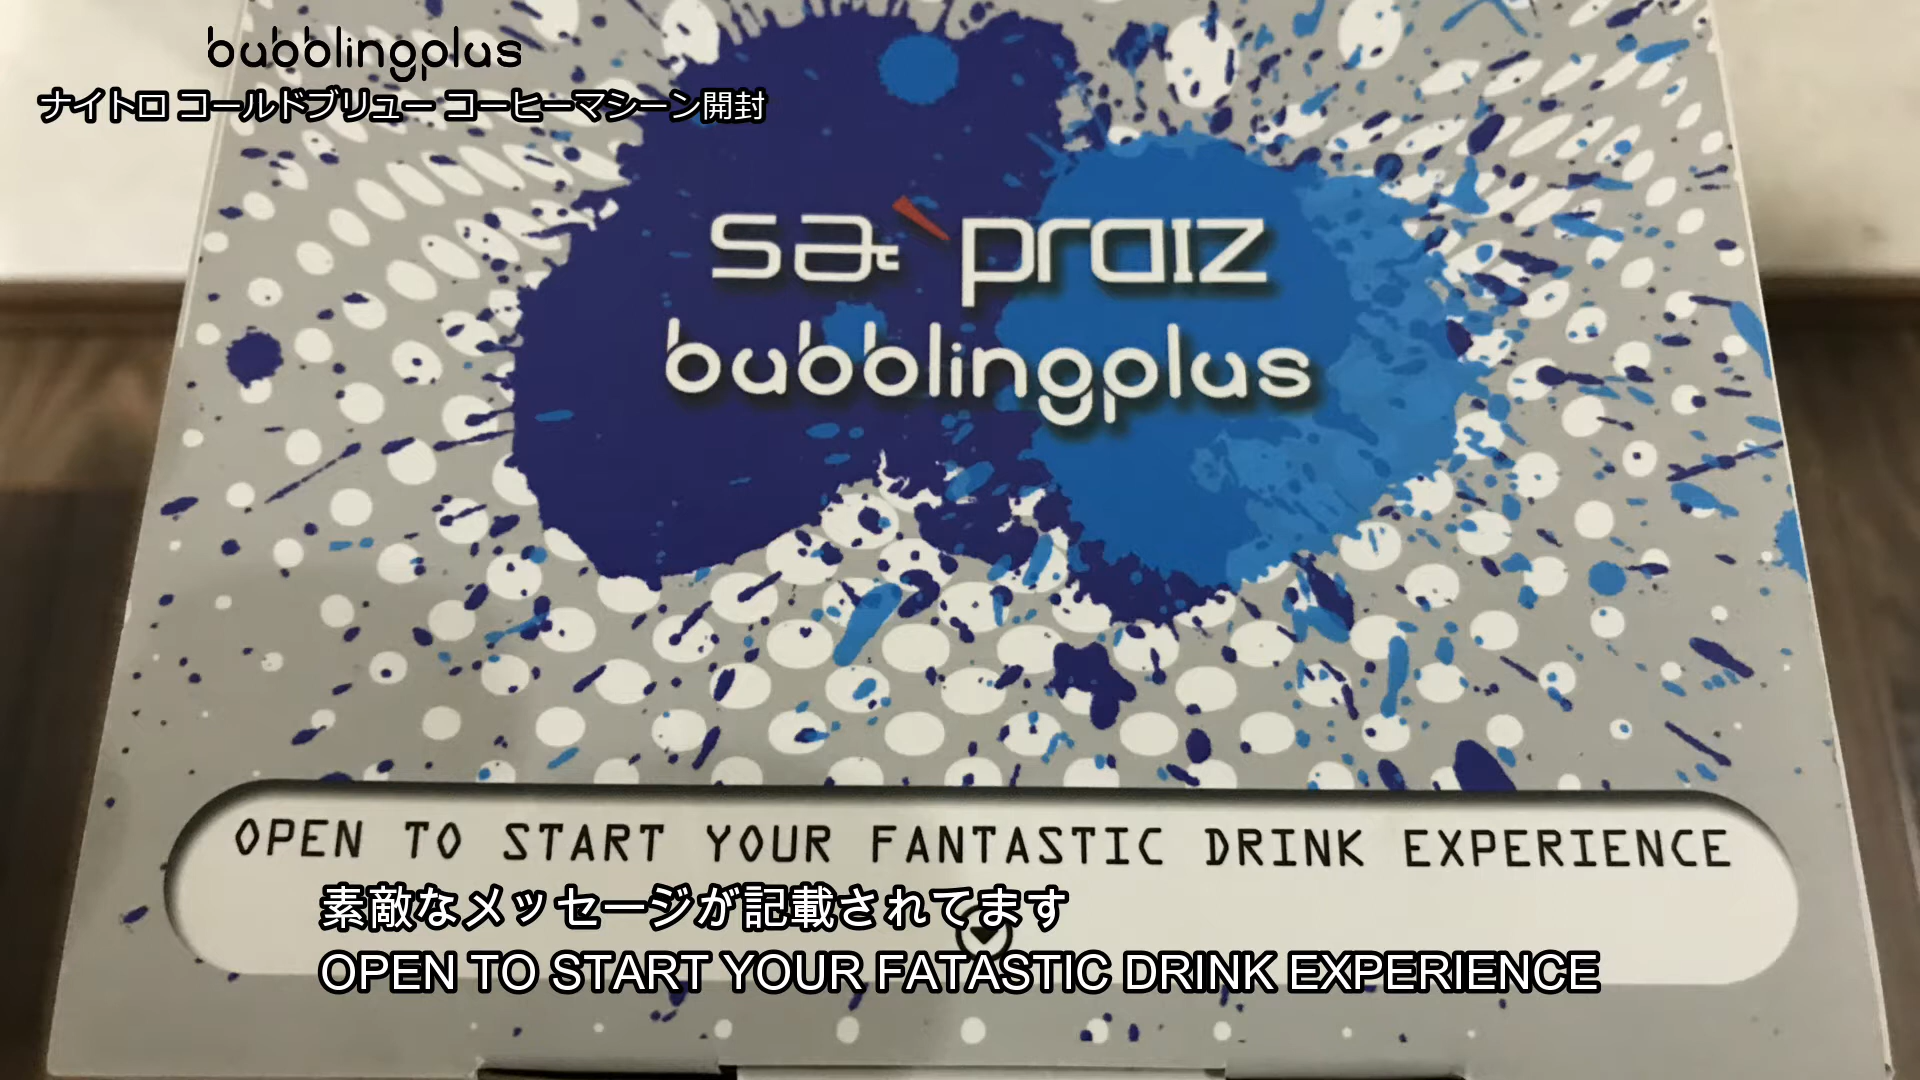 bubblingplus
ナイトロ コールドブリュー コーヒーマシーン開封
sə`praɪz
bubblingplus
OPEN TO START YOUR FANTASTIC DRINK EXPERIENCE
素敵なメッセージが記載されてます
OPEN TO START YOUR FATASTIC DRINK EXPERIENCE